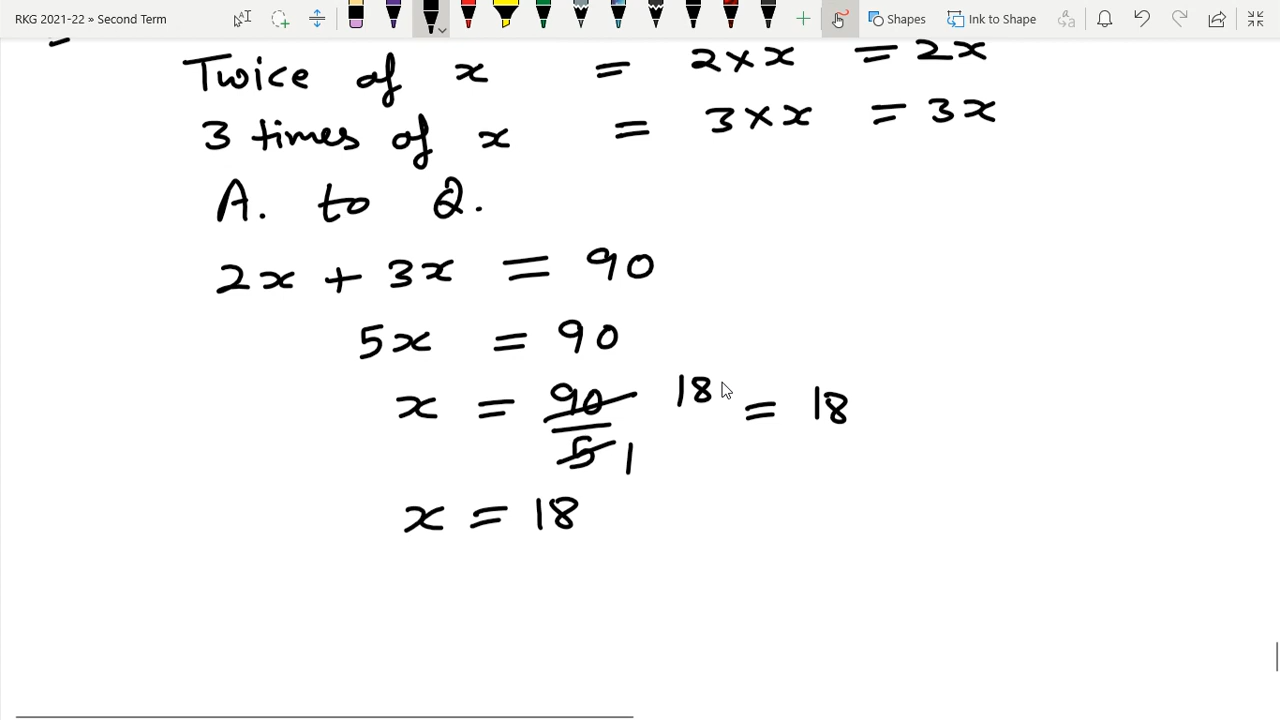 RKG 2021-22 » Second Term
Shapes
Ink to Shape
Twice of x = 2 × x = 2x
3 times of x = 3 × x = 3x
A. to Q.
2x + 3x = 90
5x = 90
x = 90/5 18 1 = 18
x = 18